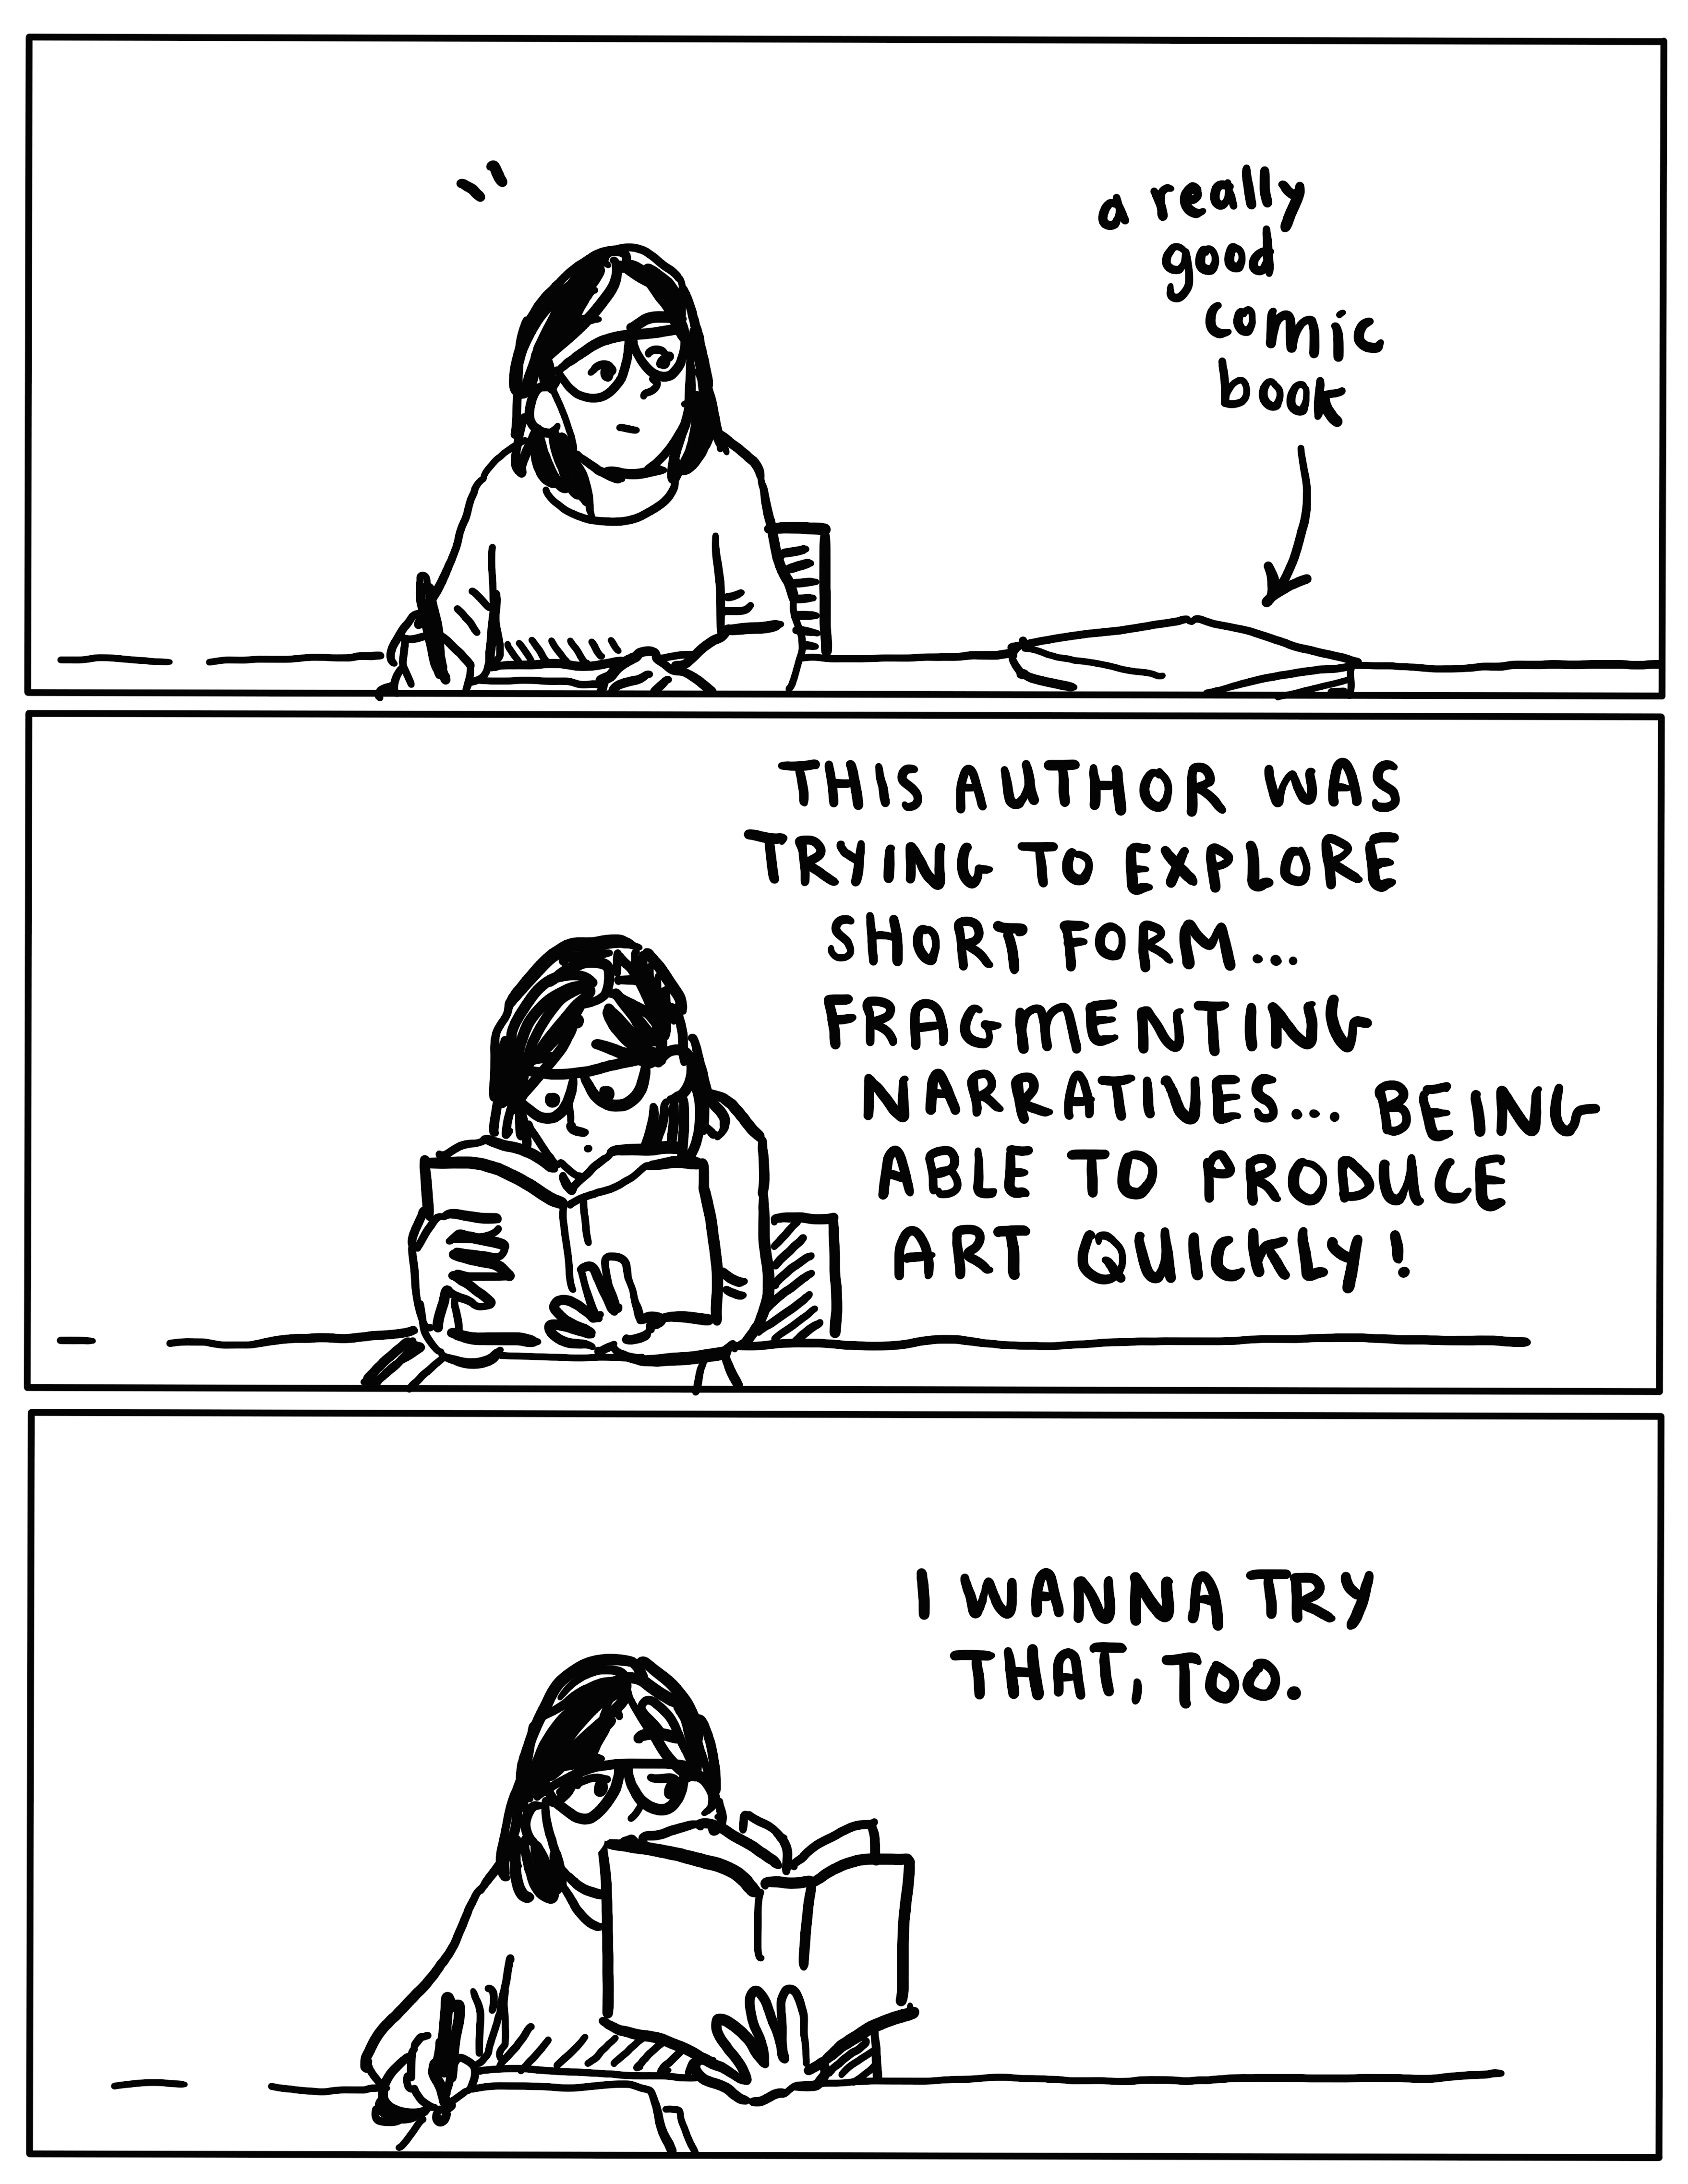 a really
good
comic
book
THIS AUTHOR WAS
TRYING TO EXPLORE
SHORT FORM...
FRAGMENTING
NARRATIVES... BEING
ABLE TO PRODUCE
ART QUICKLY!
I WANNA TRY
THAT, TOO.